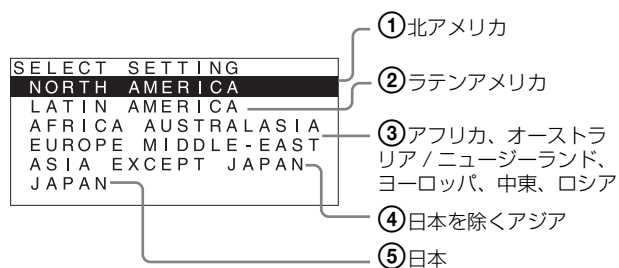 SELECT SETTING
NORTH AMERICA
LATIN AMERICA
AFRICA AUSTRALASIA
EUROPE MIDDLE-EAST
ASIA EXCEPT JAPAN
JAPAN
①北アメリカ
②ラテンアメリカ
③アフリカ、オーストラ
リア / ニュージーランド、
ヨーロッパ、中東、ロシア
④日本を除くアジア
⑤日本